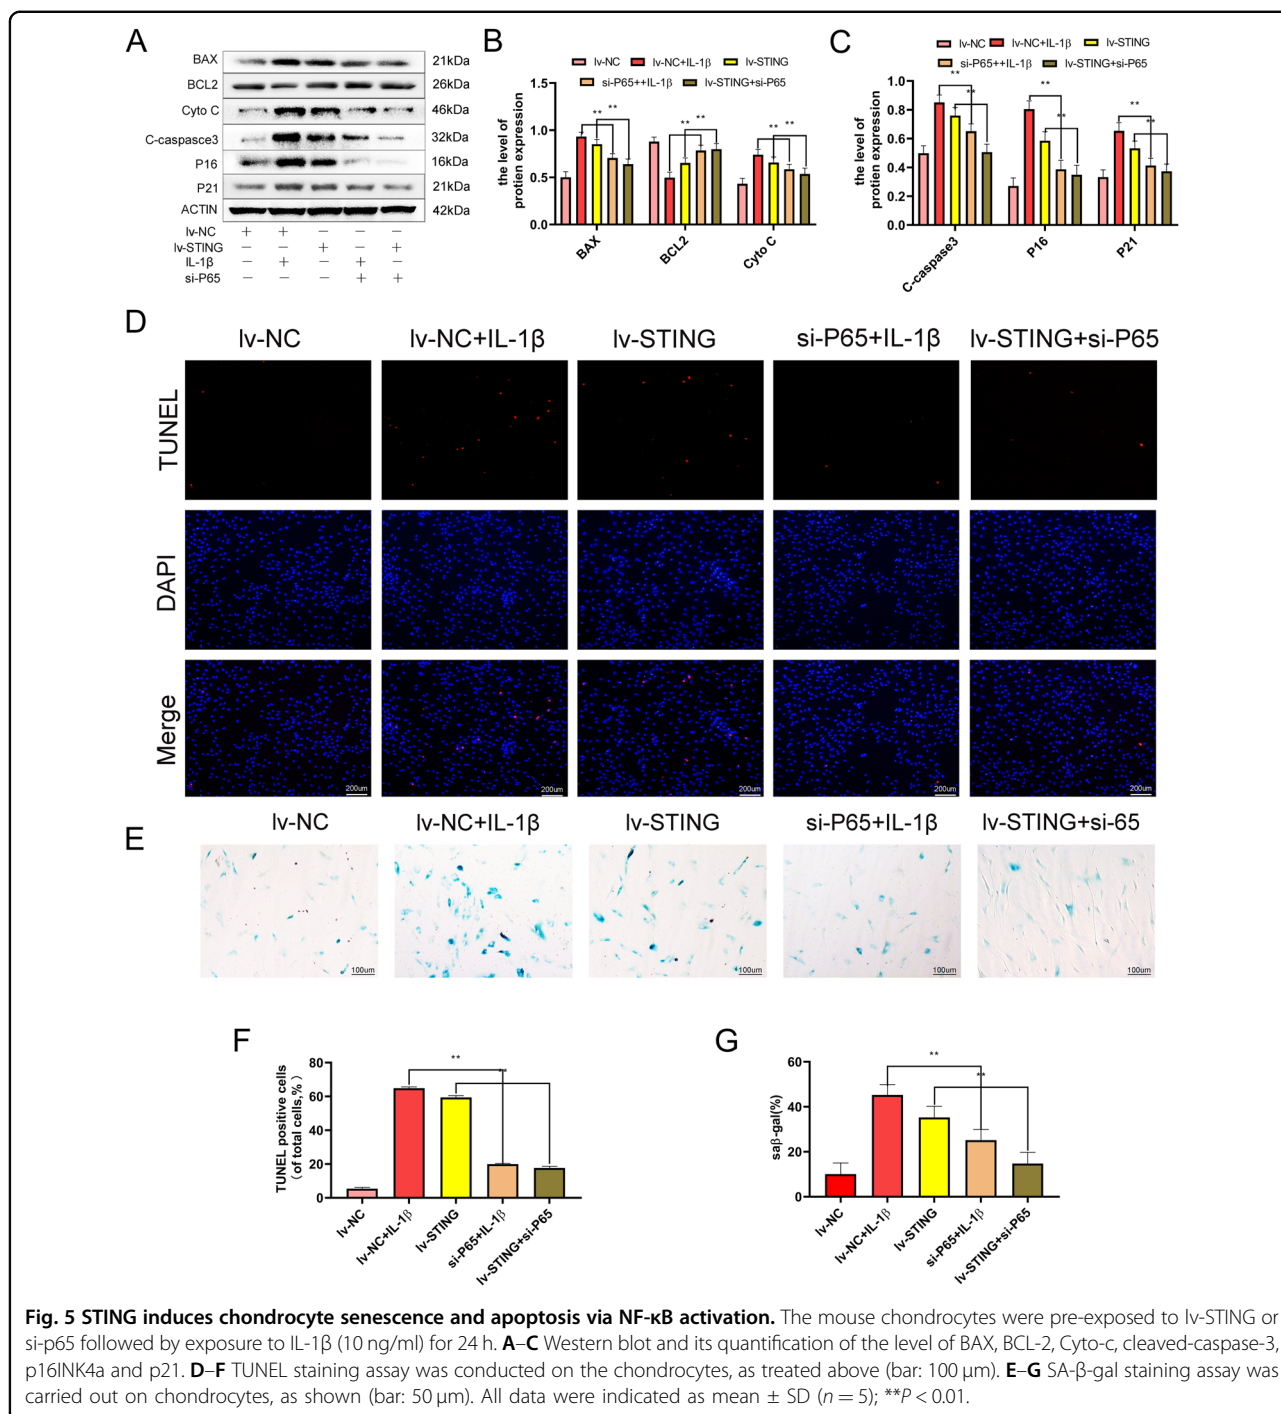 A
BAX
21kDa
BCL2
26kDa
Cyto C
46kDa
C-caspase3
32kDa
P16
16kDa
P21
21kDa
ACTIN
42kDa
lv-NC + + − − −
lv-STING − − + − +
IL-1β − + − + −
si-P65 − − − + +
B
lv-NC lv-NC+IL-1β lv-STING
si-P65++IL-1β lv-STING+si-P65
the level of
protien expression
1.5
1.0
0.5
0.0
** ** ** ** ** **
BAX BCL2 Cyto C
C
lv-NC lv-NC+IL-1β lv-STING
si-P65++IL-1β lv-STING+si-P65
the level of
protien expression
1.0
0.8
0.6
0.4
0.2
0.0
** ** ** ** ** **
C-caspase3 P16 P21
D
lv-NC lv-NC+IL-1β lv-STING si-P65+IL-1β lv-STING+si-P65
TUNEL
DAPI
Merge
200um 200um 200um 200um 200um
E
lv-NC lv-NC+IL-1β lv-STING si-P65+IL-1β lv-STING+si-65
100um 100um 100um 100um 100um
F
TUNEL positive cells
(of total cells,%)
80
60
40
20
0
** **
lv-NC lv-NC+IL-1β lv-STING si-P65+IL-1β lv-STING+si-P65
G
saβ-gal(%)
60
40
20
0
** **
lv-NC lv-NC+IL-1β lv-STING si-P65+IL-1β lv-STING+si-P65
Fig. 5 STING induces chondrocyte senescence and apoptosis via NF-κB activation. The mouse chondrocytes were pre-exposed to lv-STING or
si-p65 followed by exposure to IL-1β (10 ng/ml) for 24 h. A–C Western blot and its quantification of the level of BAX, BCL-2, Cyto-c, cleaved-caspase-3,
p16INK4a and p21. D–F TUNEL staining assay was conducted on the chondrocytes, as treated above (bar: 100 μm). E–G SA-β-gal staining assay was
carried out on chondrocytes, as shown (bar: 50 μm). All data were indicated as mean ± SD (n = 5); **P < 0.01.